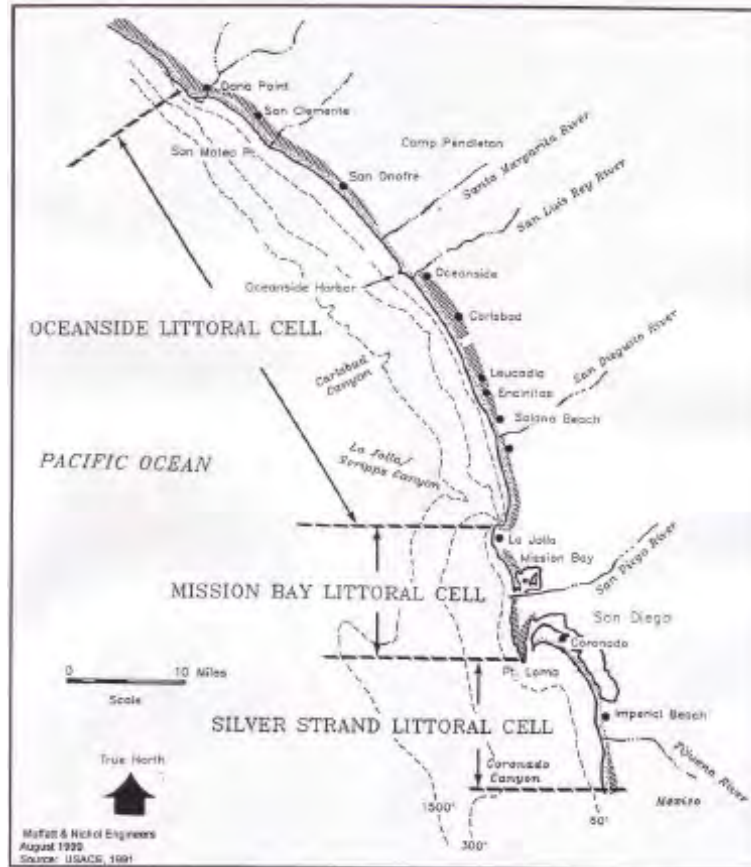 Dana Point
San Clemente
San Mateo Pt.
Camp Pendleton
San Onofre
Santa Margarita River
San Luis Rey River
Oceanside Harbor
Oceanside
OCEANSIDE LITTORAL CELL
Carlsbad
Carlsbad
Canyon
San Dieguito River
Leucadia
Encinitas
Solana Beach
PACIFIC OCEAN
La Jolla/
Scripps Canyon
La Jolla
Mission Bay
San Diego River
MISSION BAY LITTORAL CELL
San Diego
Coronado
Pt. Loma
0 10 Miles
Scale
SILVER STRAND LITTORAL CELL
Imperial Beach
Tijuana River
True North
Coronado
Canyon
Mexico
1500'
300'
60'
Moffatt & Nichol Engineers
August 1999
Source: USACE, 1991